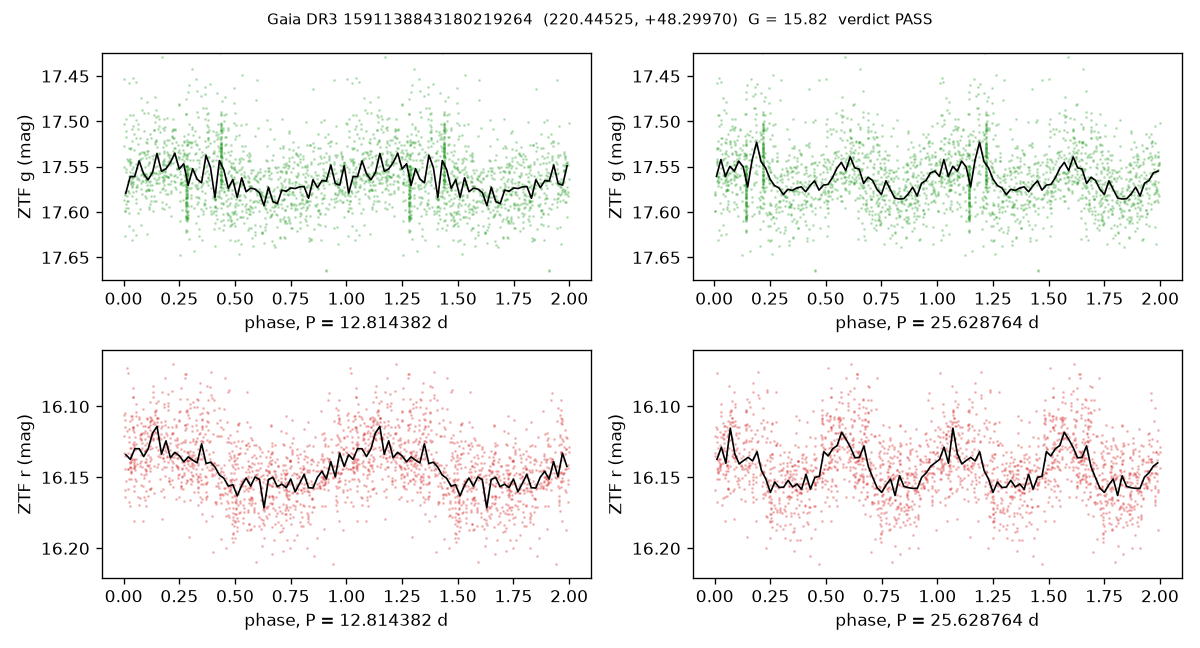 Gaia DR3 1591138843180219264  (220.44525, +48.29970)  G = 15.82  verdict PASS
ZTF g (mag)
17.45
17.50
17.55
17.60
17.65
0.00 0.25 0.50 0.75 1.00 1.25 1.50 1.75 2.00
phase, P = 12.814382 d
ZTF g (mag)
17.45
17.50
17.55
17.60
17.65
0.00 0.25 0.50 0.75 1.00 1.25 1.50 1.75 2.00
phase, P = 25.628764 d
ZTF r (mag)
16.10
16.15
16.20
0.00 0.25 0.50 0.75 1.00 1.25 1.50 1.75 2.00
phase, P = 12.814382 d
ZTF r (mag)
16.10
16.15
16.20
0.00 0.25 0.50 0.75 1.00 1.25 1.50 1.75 2.00
phase, P = 25.628764 d